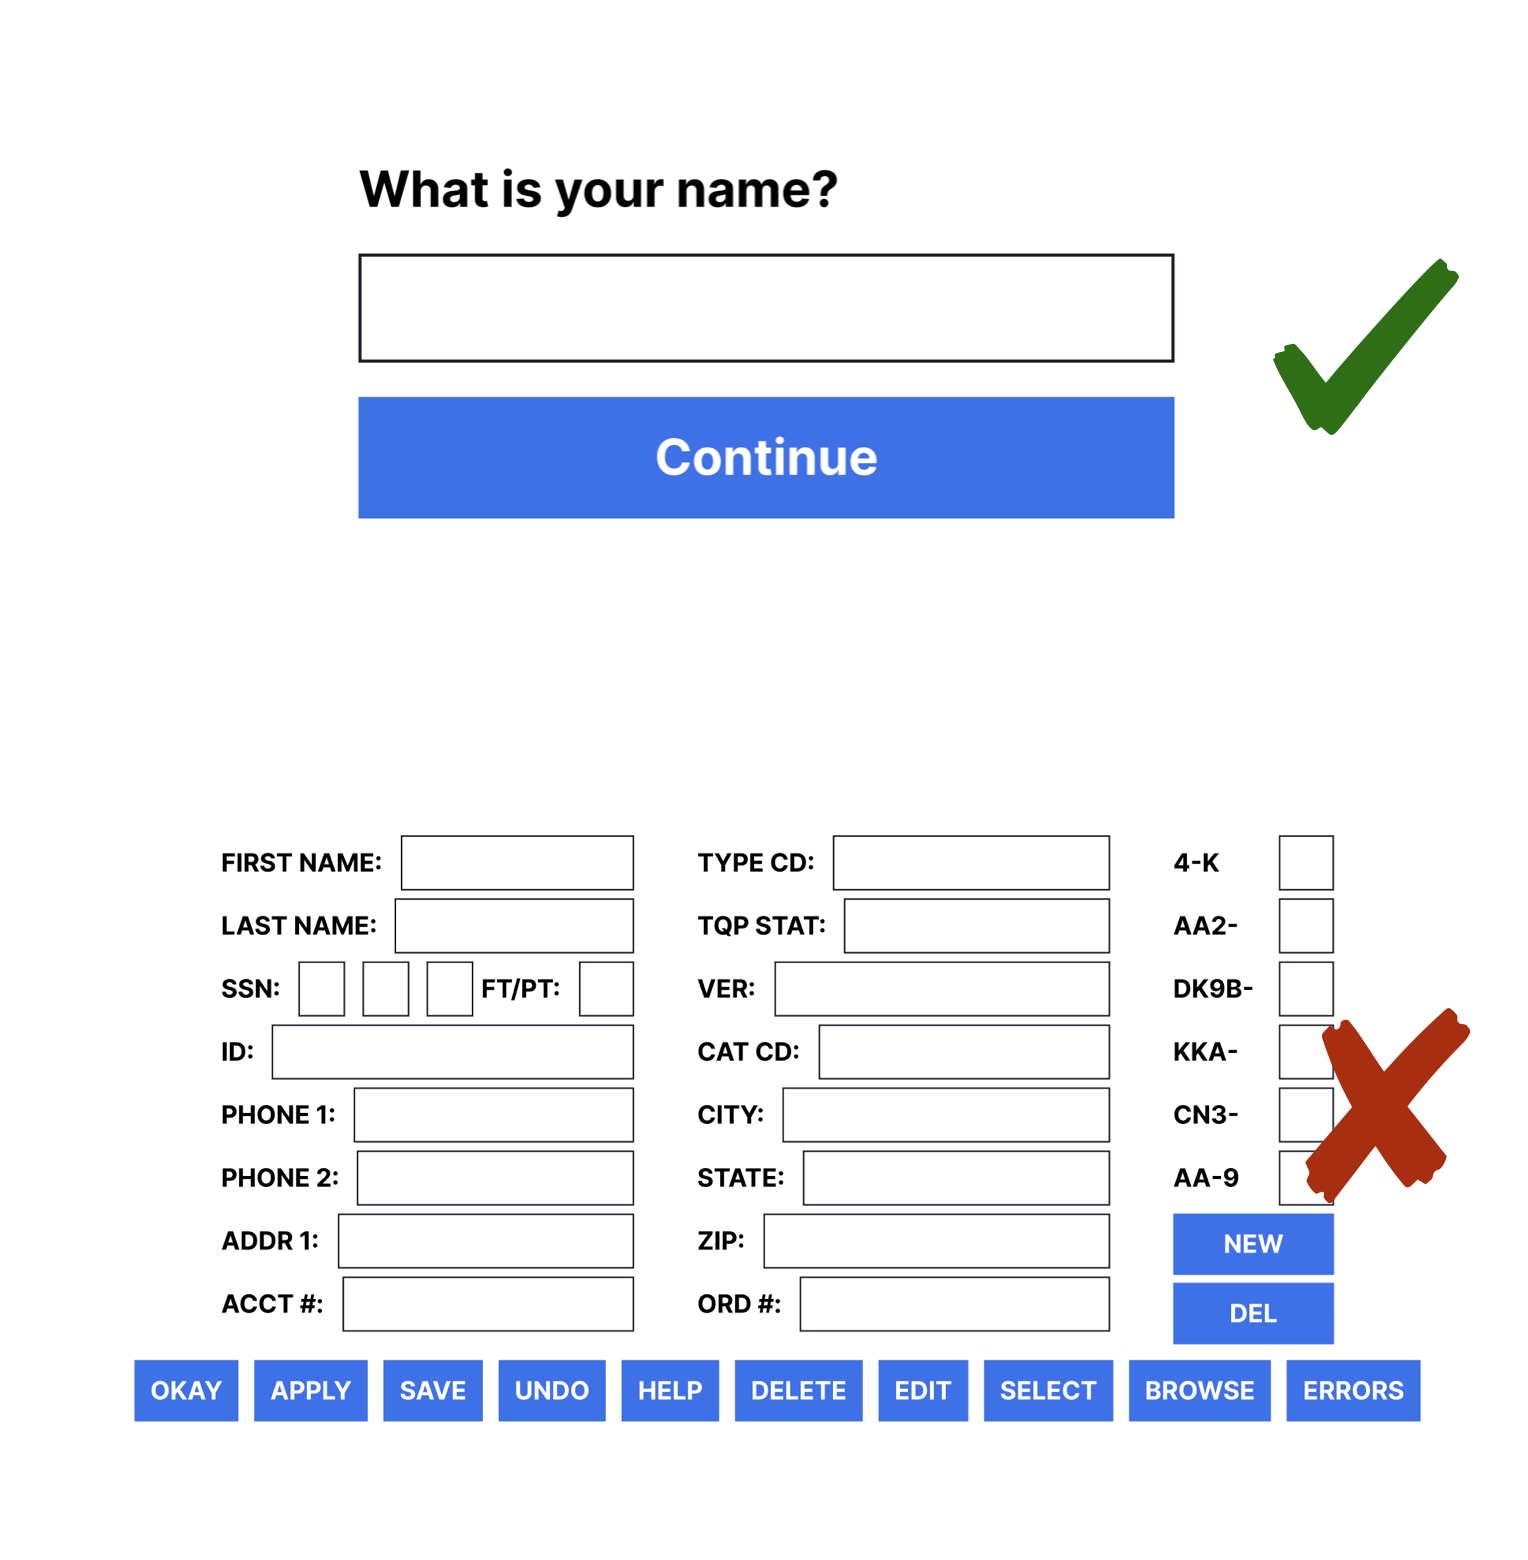 What is your name?
Continue
FIRST NAME: TYPE CD: 4-K
LAST NAME: TQP STAT: AA2-
SSN: FT/PT: VER: DK9B-
ID: CAT CD: KKA-
PHONE 1: CITY: CN3-
PHONE 2: STATE: AA-9
ADDR 1: ZIP: NEW
ACCT #: ORD #: DEL
OKAY APPLY SAVE UNDO HELP DELETE EDIT SELECT BROWSE ERRORS